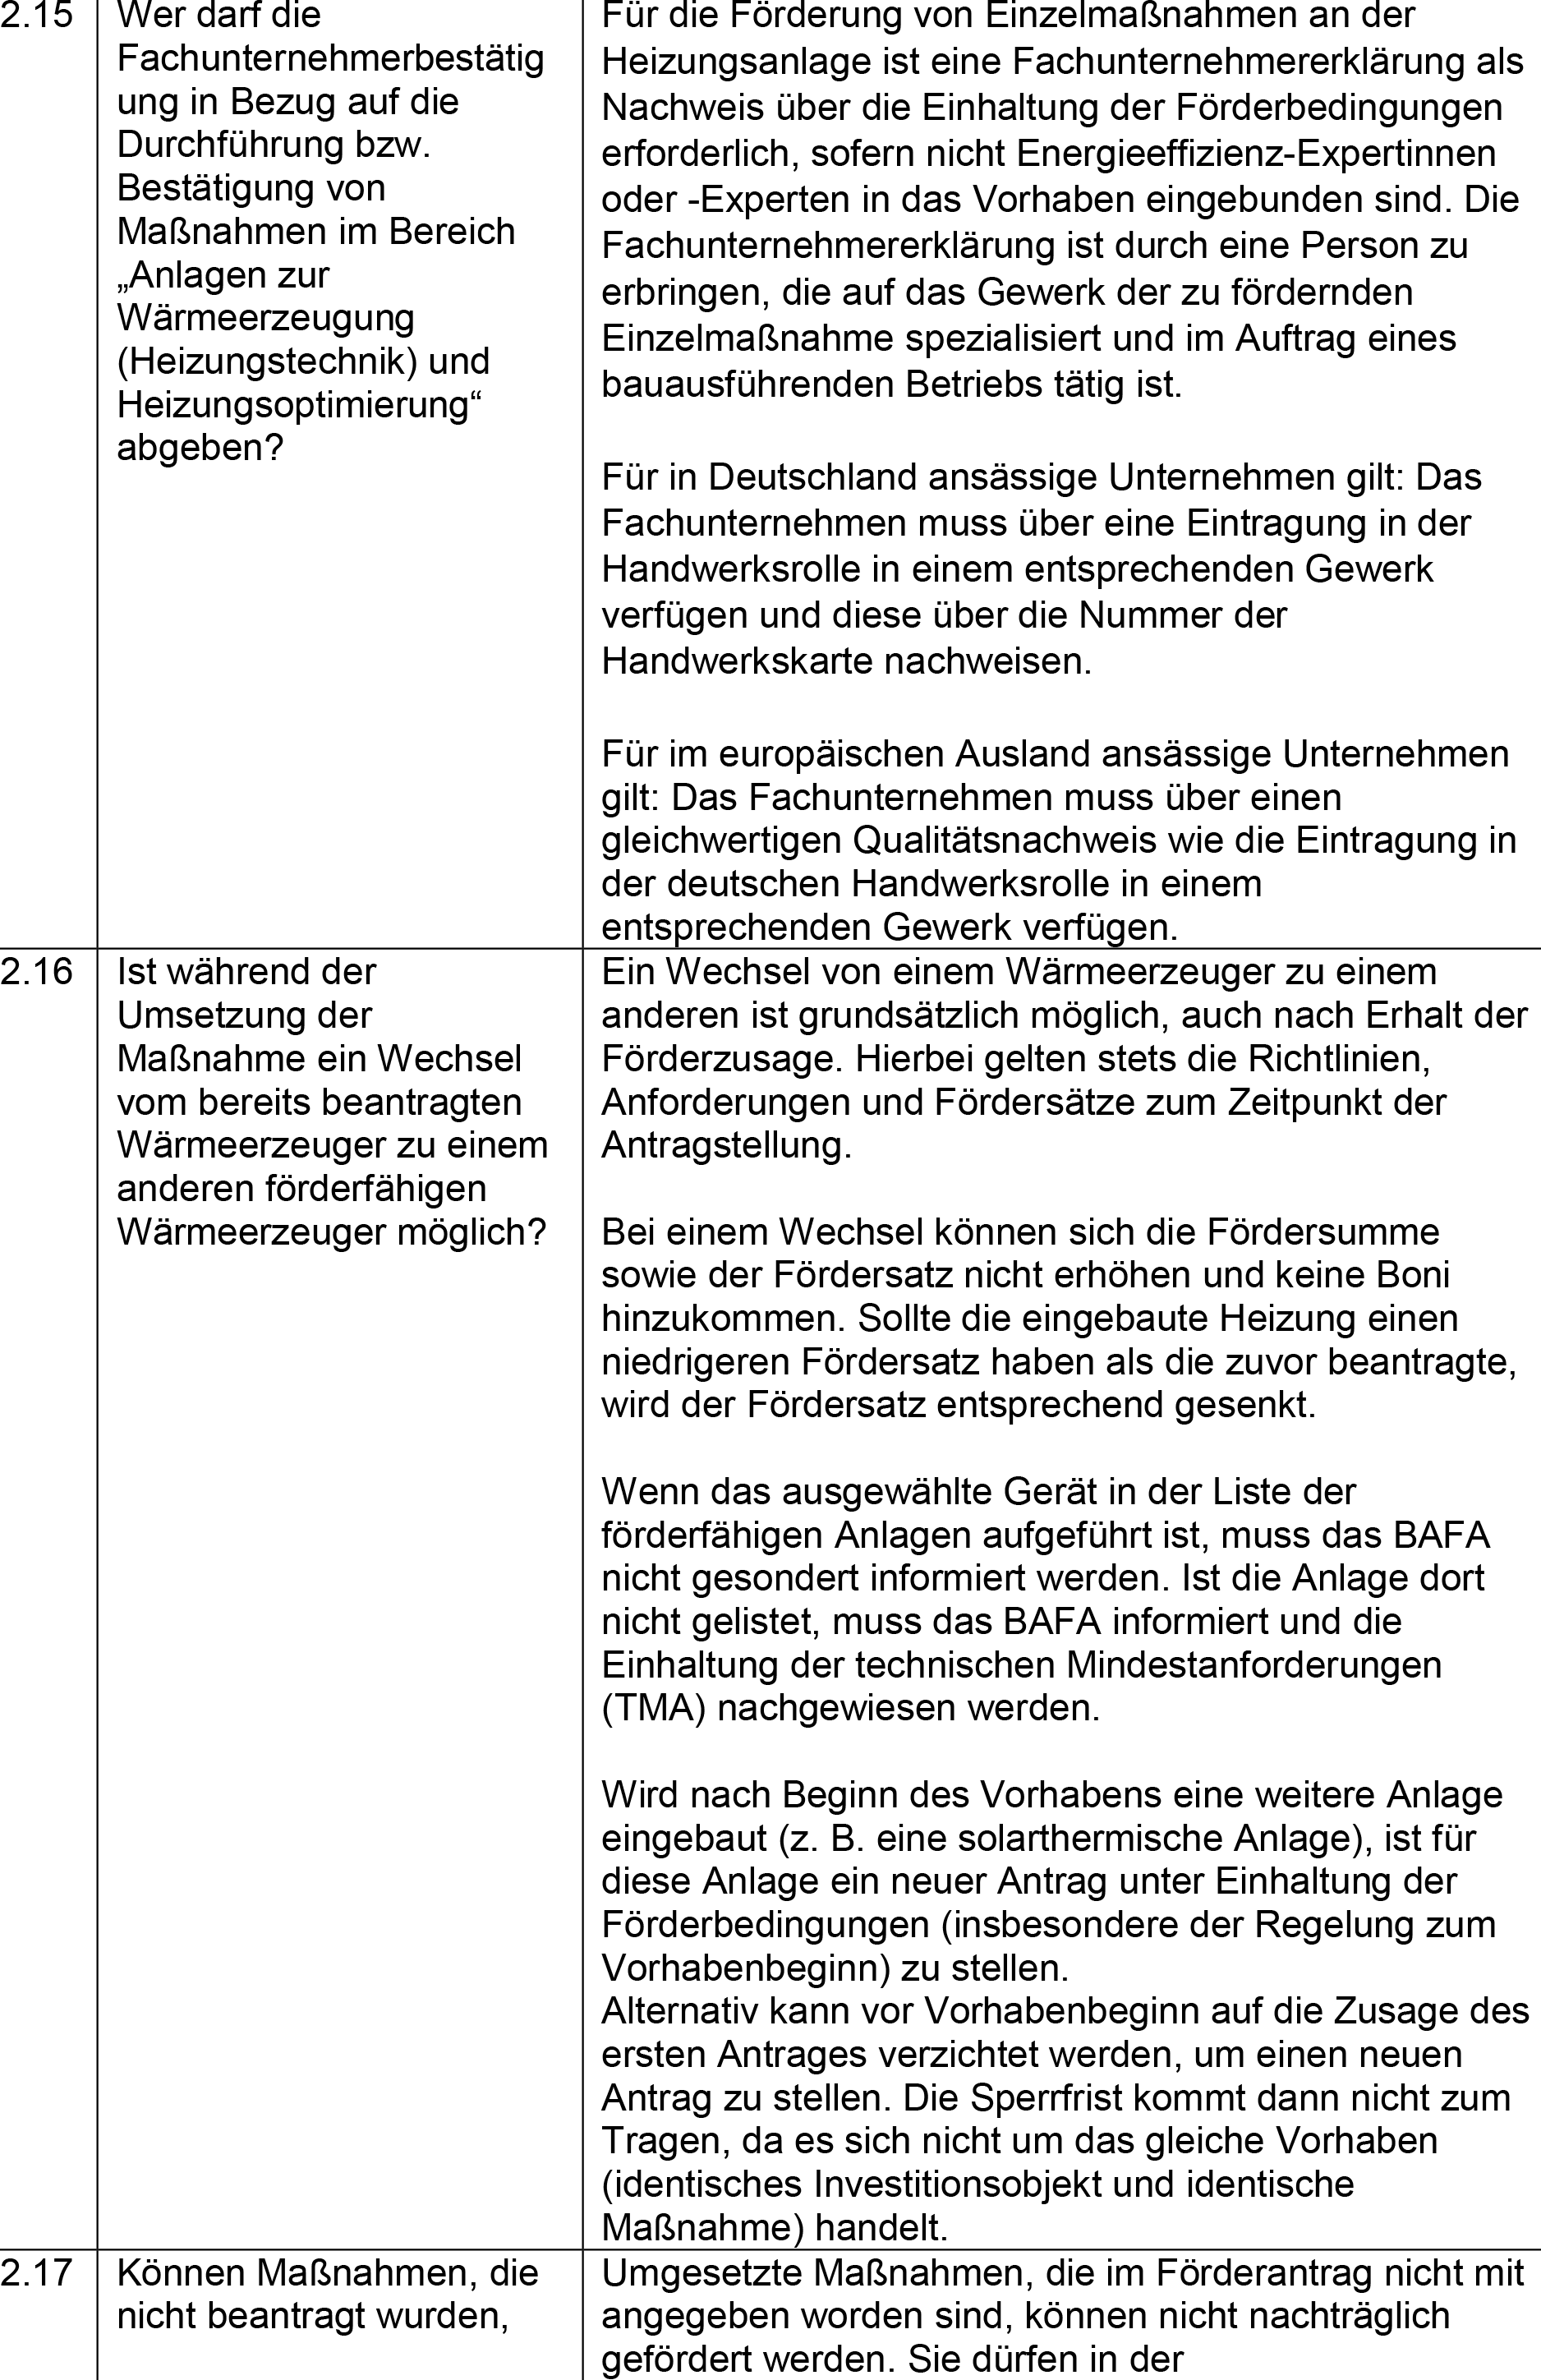 2.15
Wer darf die
Fachunternehmerbestätig
ung in Bezug auf die
Durchführung bzw.
Bestätigung von
Maßnahmen im Bereich
„Anlagen zur
Wärmeerzeugung
(Heizungstechnik) und
Heizungsoptimierung“
abgeben?
Für die Förderung von Einzelmaßnahmen an der
Heizungsanlage ist eine Fachunternehmererklärung als
Nachweis über die Einhaltung der Förderbedingungen
erforderlich, sofern nicht Energieeffizienz-Expertinnen
oder -Experten in das Vorhaben eingebunden sind. Die
Fachunternehmererklärung ist durch eine Person zu
erbringen, die auf das Gewerk der zu fördernden
Einzelmaßnahme spezialisiert und im Auftrag eines
bauausführenden Betriebs tätig ist.
Für in Deutschland ansässige Unternehmen gilt: Das
Fachunternehmen muss über eine Eintragung in der
Handwerksrolle in einem entsprechenden Gewerk
verfügen und diese über die Nummer der
Handwerkskarte nachweisen.
Für im europäischen Ausland ansässige Unternehmen
gilt: Das Fachunternehmen muss über einen
gleichwertigen Qualitätsnachweis wie die Eintragung in
der deutschen Handwerksrolle in einem
entsprechenden Gewerk verfügen.
2.16
Ist während der
Umsetzung der
Maßnahme ein Wechsel
vom bereits beantragten
Wärmeerzeuger zu einem
anderen förderfähigen
Wärmeerzeuger möglich?
Ein Wechsel von einem Wärmeerzeuger zu einem
anderen ist grundsätzlich möglich, auch nach Erhalt der
Förderzusage. Hierbei gelten stets die Richtlinien,
Anforderungen und Fördersätze zum Zeitpunkt der
Antragstellung.
Bei einem Wechsel können sich die Fördersumme
sowie der Fördersatz nicht erhöhen und keine Boni
hinzukommen. Sollte die eingebaute Heizung einen
niedrigeren Fördersatz haben als die zuvor beantragte,
wird der Fördersatz entsprechend gesenkt.
Wenn das ausgewählte Gerät in der Liste der
förderfähigen Anlagen aufgeführt ist, muss das BAFA
nicht gesondert informiert werden. Ist die Anlage dort
nicht gelistet, muss das BAFA informiert und die
Einhaltung der technischen Mindestanforderungen
(TMA) nachgewiesen werden.
Wird nach Beginn des Vorhabens eine weitere Anlage
eingebaut (z. B. eine solarthermische Anlage), ist für
diese Anlage ein neuer Antrag unter Einhaltung der
Förderbedingungen (insbesondere der Regelung zum
Vorhabenbeginn) zu stellen.
Alternativ kann vor Vorhabenbeginn auf die Zusage des
ersten Antrages verzichtet werden, um einen neuen
Antrag zu stellen. Die Sperrfrist kommt dann nicht zum
Tragen, da es sich nicht um das gleiche Vorhaben
(identisches Investitionsobjekt und identische
Maßnahme) handelt.
2.17
Können Maßnahmen, die
nicht beantragt wurden,
Umgesetzte Maßnahmen, die im Förderantrag nicht mit
angegeben worden sind, können nicht nachträglich
gefördert werden. Sie dürfen in der